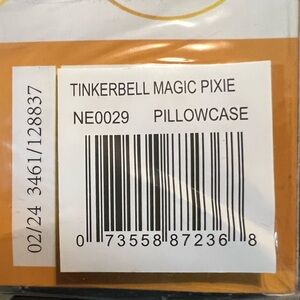 TINKERBELL MAGIC PIXIE
NE0029 PILLOWCASE
0 73558 87236 8
02/24 3461/128837